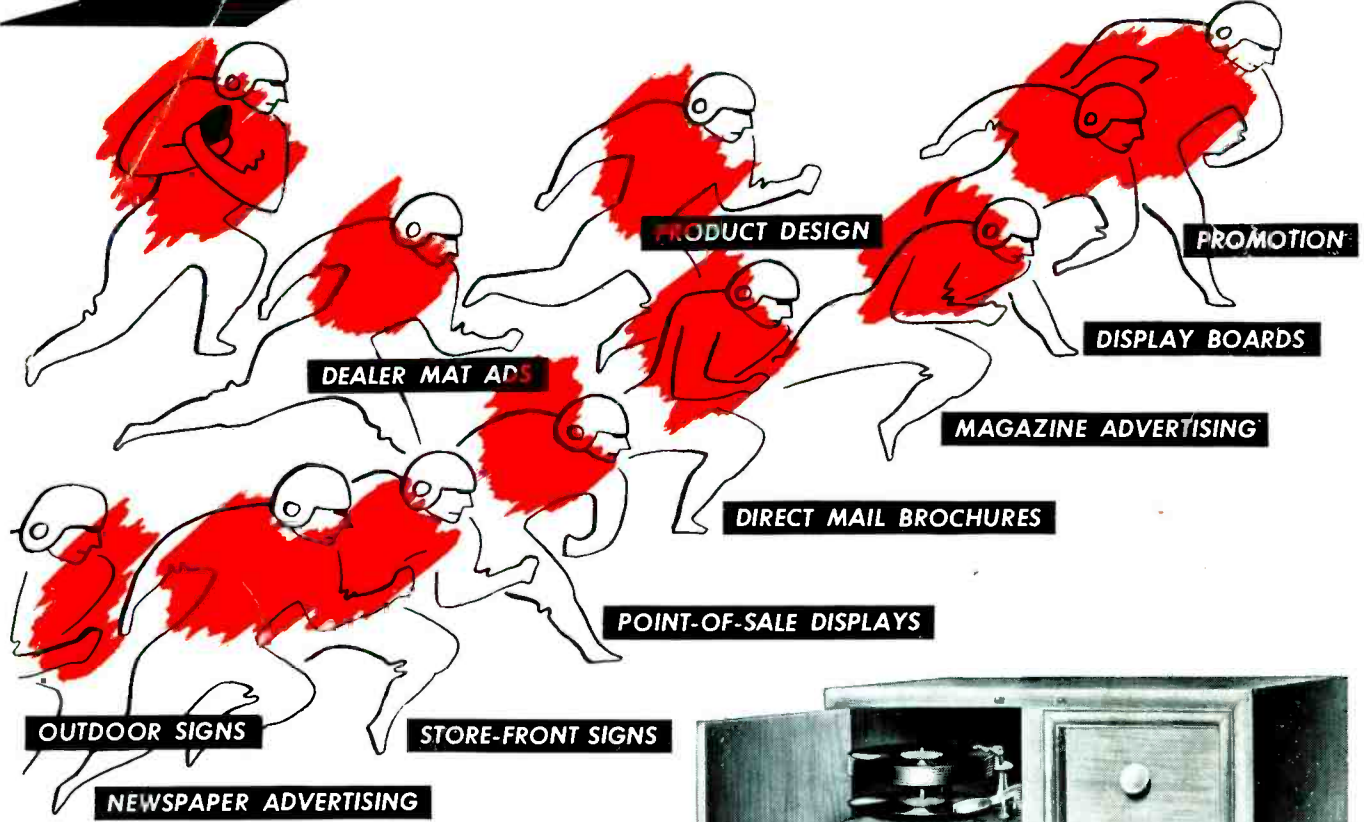 PRODUCT DESIGN
PROMOTION
DISPLAY BOARDS
DEALER MAT ADS
MAGAZINE ADVERTISING
DIRECT MAIL BROCHURES
POINT-OF-SALE DISPLAYS
OUTDOOR SIGNS
STORE-FRONT SIGNS
NEWSPAPER ADVERTISING